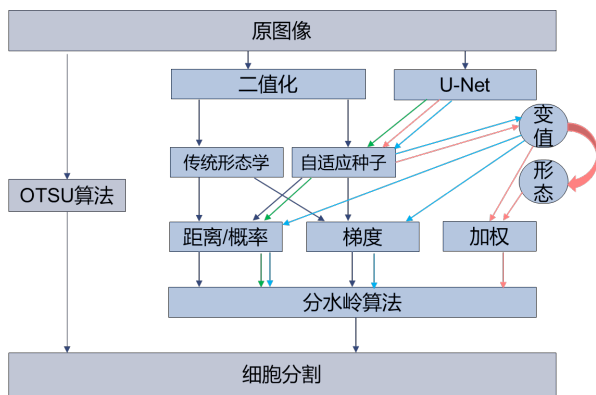 原图像
二值化
U-Net
变
值
传统形态学
自适应种子
形
态
OTSU算法
距离/概率
梯度
加权
分水岭算法
细胞分割